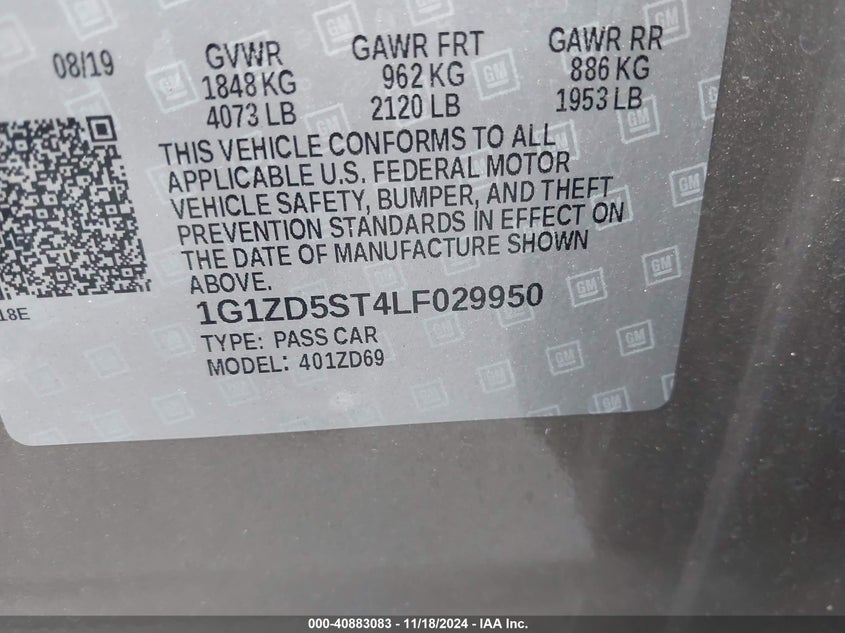 08/19 GVWR GAWR FRT GAWR RR
1848 KG 962 KG 886 KG
4073 LB 2120 LB 1953 LB
THIS VEHICLE CONFORMS TO ALL
APPLICABLE U.S. FEDERAL MOTOR
VEHICLE SAFETY, BUMPER, AND THEFT
PREVENTION STANDARDS IN EFFECT ON
THE DATE OF MANUFACTURE SHOWN
ABOVE.
18E
1G1ZD5ST4LF029950
TYPE: PASS CAR
MODEL: 401ZD69
GM
000-40883083 - 11/18/2024 - IAA Inc.